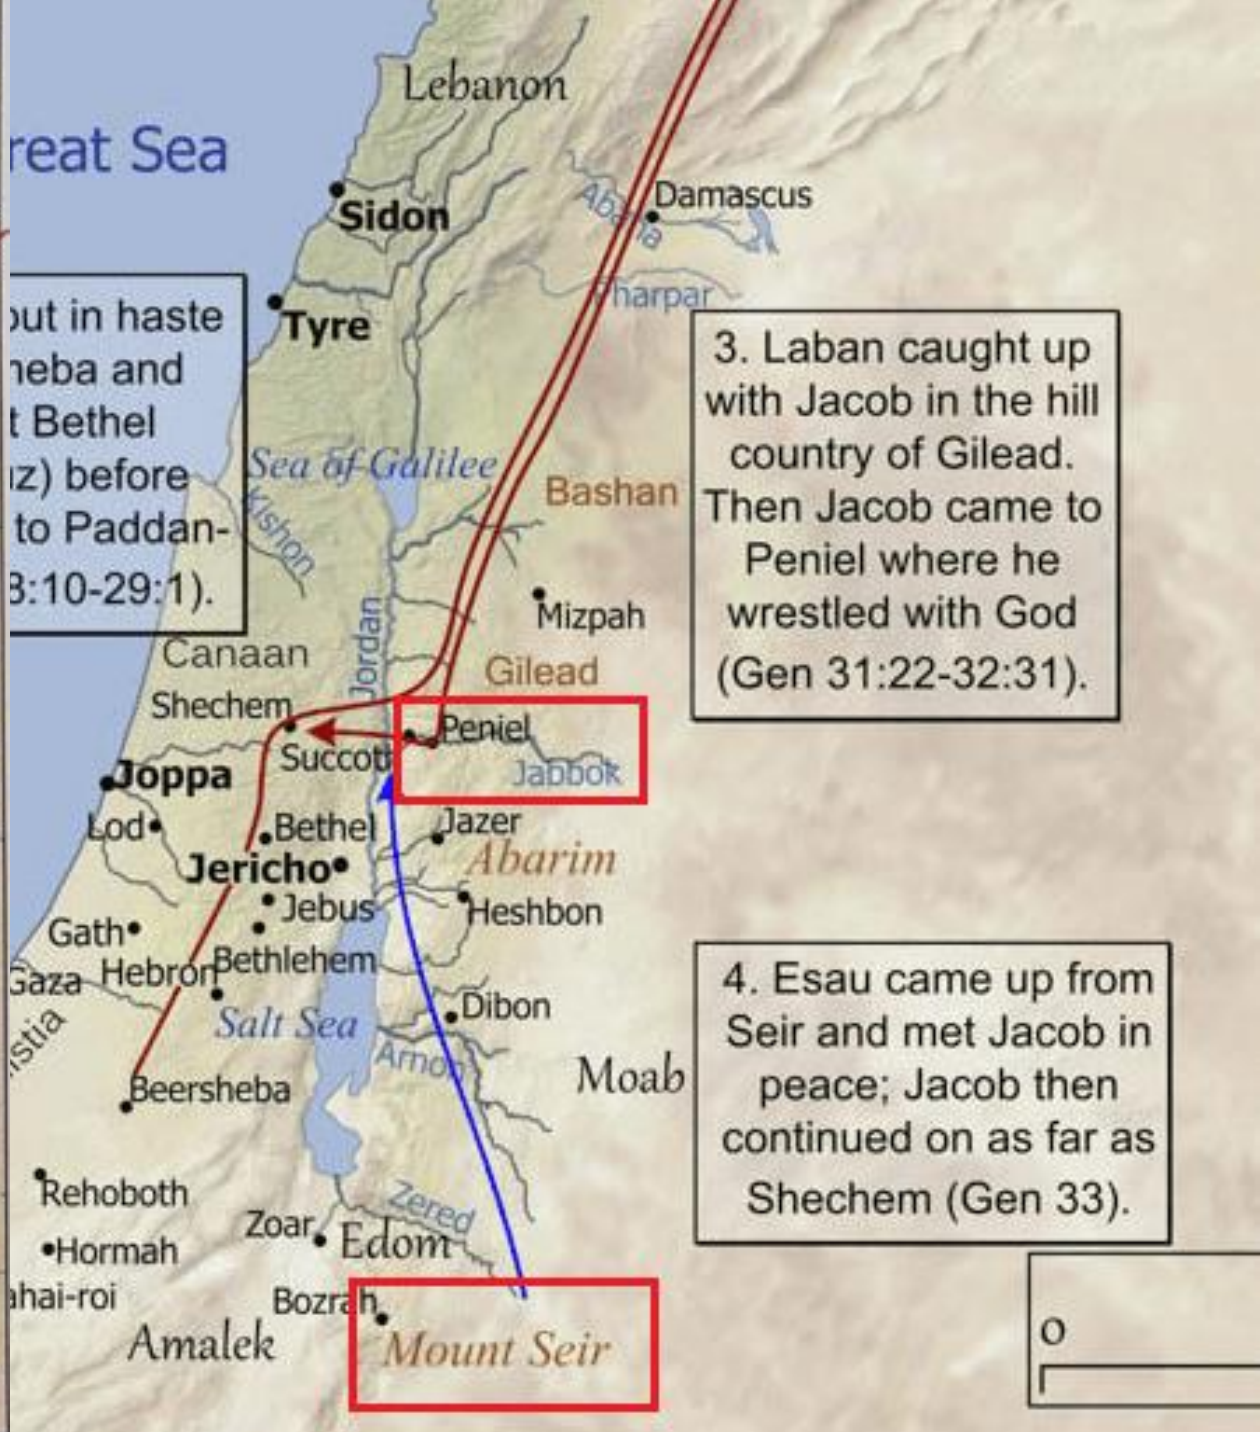 Lebanon
reat Sea
Damascus
Abana
Sidon
Pharpar
Tyre
out in haste
heba and
t Bethel
uz) before
to Paddan-
8:10-29:1).
3. Laban caught up
with Jacob in the hill
country of Gilead.
Then Jacob came to
Peniel where he
wrestled with God
(Gen 31:22-32:31).
Sea of Galilee
Bashan
Kishon
Mizpah
Jordan
Canaan
Gilead
Shechem
Peniel
Succoth
Jabbok
Joppa
Lod
Bethel
Jazer
Jericho
Abarim
Jebus
Heshbon
Gath
Bethlehem
Gaza
Hebron
Salt Sea
Dibon
istia
Arnon
Moab
Beersheba
4. Esau came up from
Seir and met Jacob in
peace; Jacob then
continued on as far as
Shechem (Gen 33).
Rehoboth
Zered
Zoar
Edom
Hormah
ahai-roi
Bozrah
Amalek
Mount Seir
0